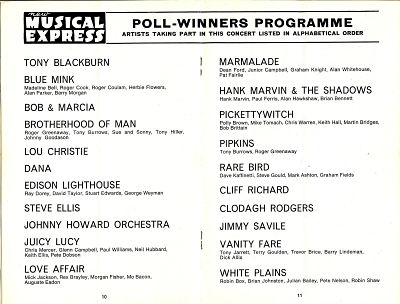 new
MUSICAL
EXPRESS
POLL-WINNERS PROGRAMME
ARTISTS TAKING PART IN THIS CONCERT LISTED IN ALPHABETICAL ORDER
TONY BLACKBURN
BLUE MINK
Madeline Bell, Roger Cook, Roger Coulam, Herbie Flowers,
Alan Parker, Barry Morgan
BOB & MARCIA
BROTHERHOOD OF MAN
Roger Greenaway, Tony Burrows, Sue and Sonny, Tony Hiller,
Johnny Goodason
LOU CHRISTIE
DANA
EDISON LIGHTHOUSE
Ray Dorey, David Taylor, Stuart Edwards, George Weyman
STEVE ELLIS
JOHNNY HOWARD ORCHESTRA
JUICY LUCY
Chris Mercer, Glenn Campbell, Paul Williams, Neil Hubbard,
Keith Ellis, Pete Dobson
LOVE AFFAIR
Mick Jackson, Rex Brayley, Morgan Fisher, Mo Bacon,
Auguste Eadon
10
MARMALADE
Dean Ford, Junior Campbell, Graham Knight, Alan Whitehouse,
Pat Fairlie
HANK MARVIN & THE SHADOWS
Hank Marvin, Paul Ferris, Alan Hawkshaw, Brian Bennett
PICKETTYWITCH
Polly Brown, Mike Tomach, Chris Warren, Keith Hall, Martin Bridges,
Bob Brittain
PIPKINS
Tony Burrows, Roger Greenaway
RARE BIRD
Dave Kaffinetti, Steve Gould, Mark Ashton, Graham Fields
CLIFF RICHARD
CLODAGH RODGERS
JIMMY SAVILE
VANITY FARE
Tony Jarrett, Terry Goulden, Trevor Brice, Barry Lindeman,
Dick Allix
WHITE PLAINS
Robin Box, Brian Johnston, Julian Bailey, Pete Nelson, Robin Shaw
11